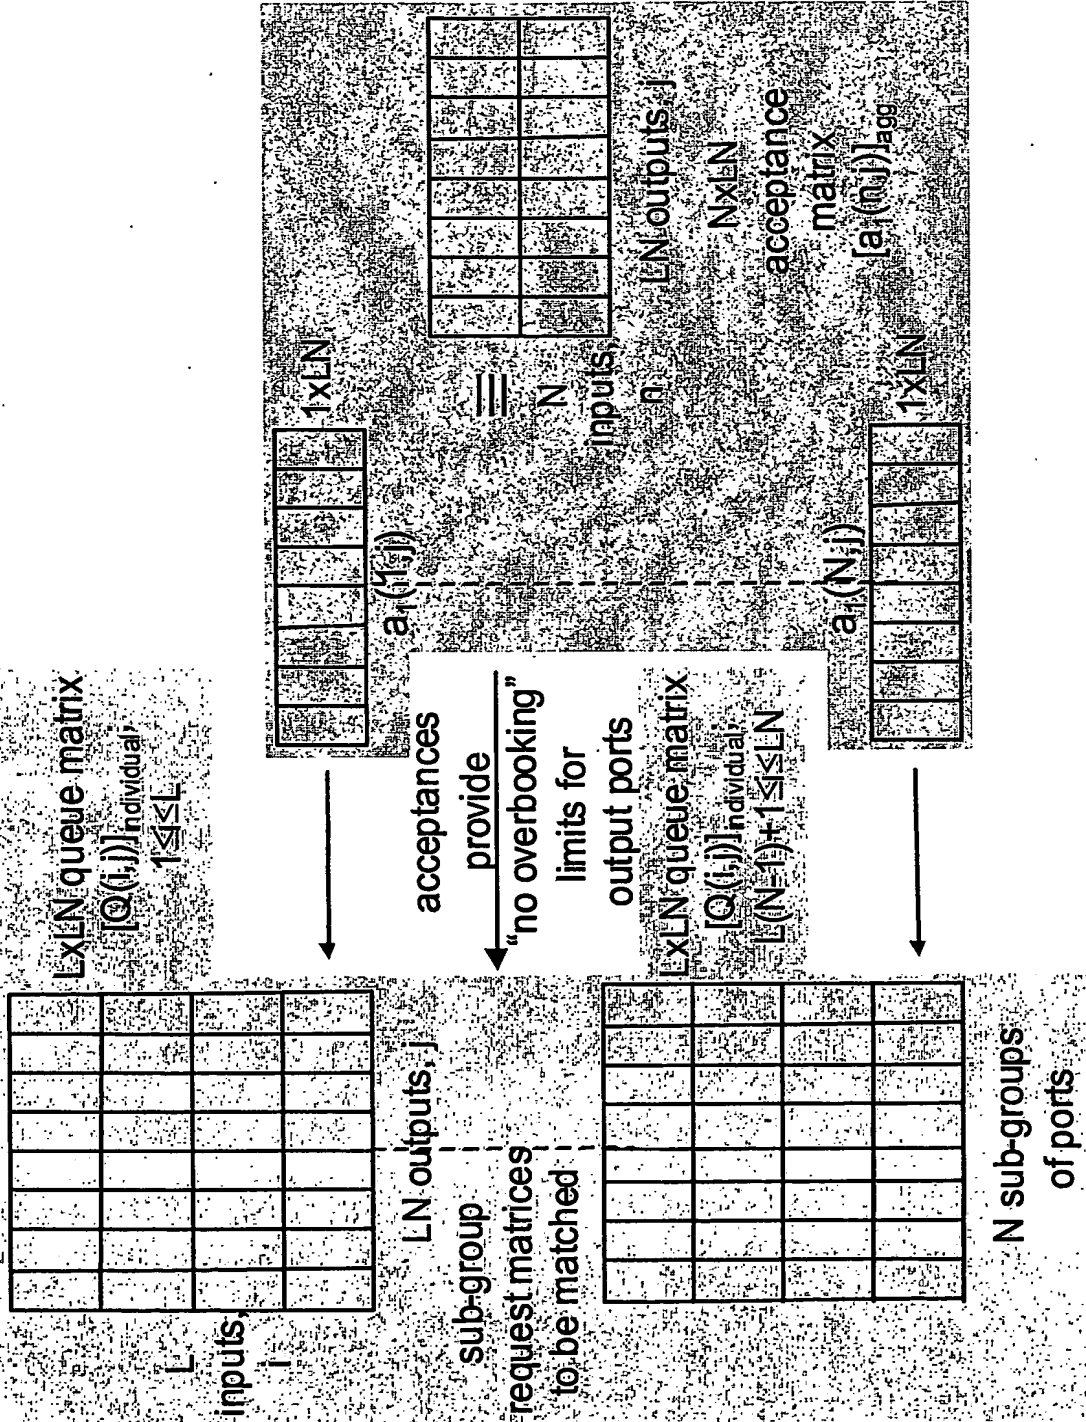 L
inputs,
i
LxLN queue matrix
[Q(i,j)]individual,
1≤i≤L
1xLN
a₁(1,j)
LN outputs, j
sub-group
request matrices
to be matched
acceptances
provide
"no overbooking"
limits for
output ports
≡
N
inputs,
n
LN outputs, j
NxLN
acceptance
matrix
[a₁(n,j)]agg
LxLN queue matrix
[Q(i,j)]individual,
L(N-1)+1≤i≤LN
a₁(N,j)
1xLN
N sub-groups
of ports